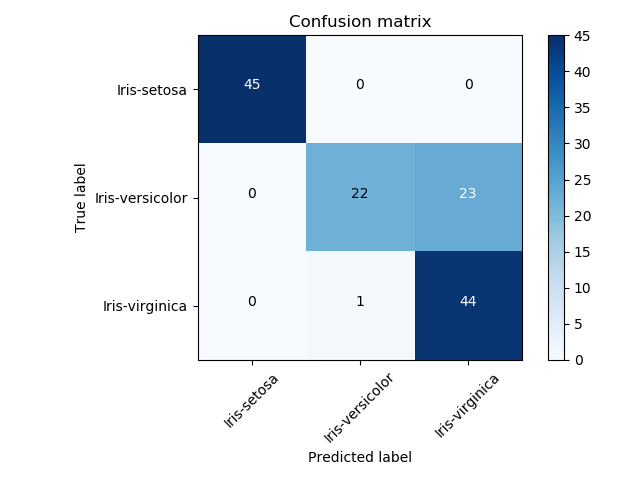 Confusion matrix
True label
Iris-setosa
Iris-versicolor
Iris-virginica
45 0 0
0 22 23
0 1 44
Iris-setosa
Iris-versicolor
Iris-virginica
Predicted label
45
40
35
30
25
20
15
10
5
0